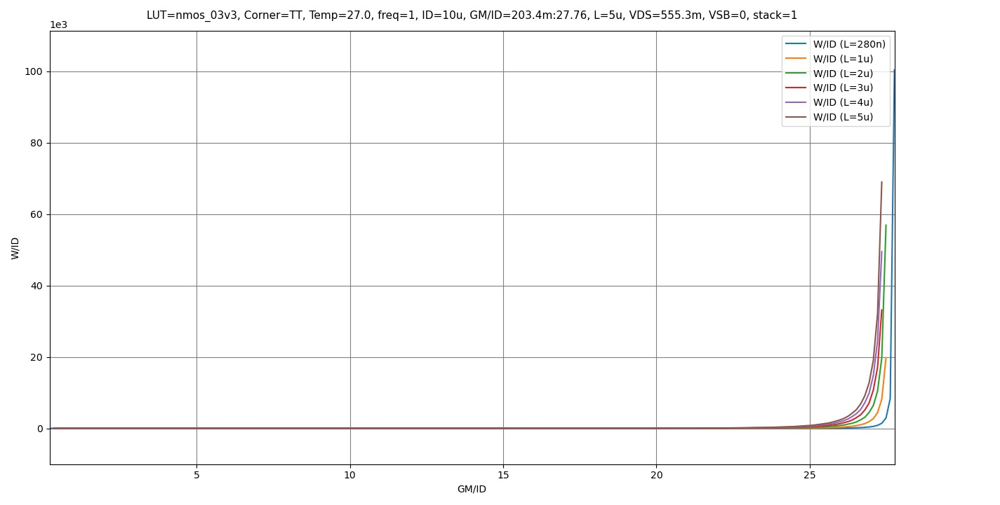 LUT=nmos_03v3, Corner=TT, Temp=27.0, freq=1, ID=10u, GM/ID=203.4m:27.76, L=5u, VDS=555.3m, VSB=0, stack=1
1e3
W/ID (L=280n)
W/ID (L=1u)
W/ID (L=2u)
W/ID (L=3u)
W/ID (L=4u)
W/ID (L=5u)
100
80
60
40
20
0
W/ID
5 10 15 20 25
GM/ID